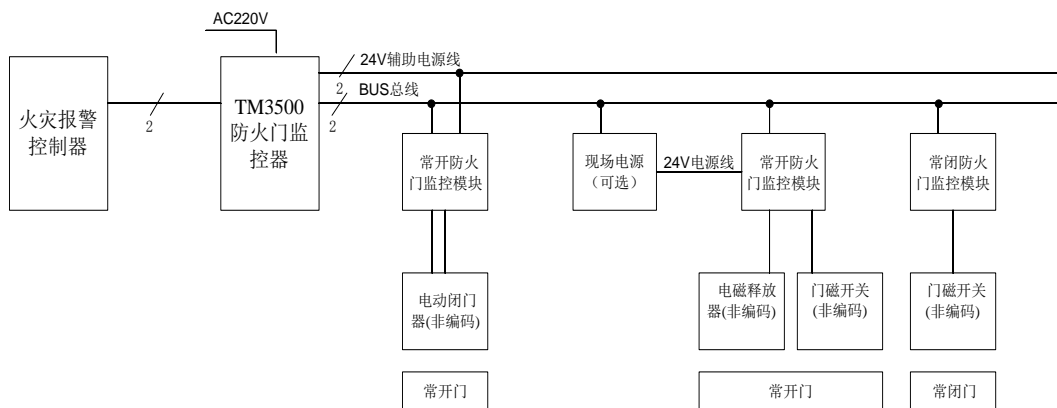 AC220V
24V辅助电源线
2
BUS总线
2
火灾报警
控制器
2
TM3500
防火门监
控器
常开防火
门监控模块
现场电源
（可选）
24V电源线
常开防火
门监控模块
常闭防火
门监控模块
电动闭门
器(非编码)
电磁释放
器(非编码)
门磁开关
(非编码)
门磁开关
(非编码)
常开门
常开门
常闭门